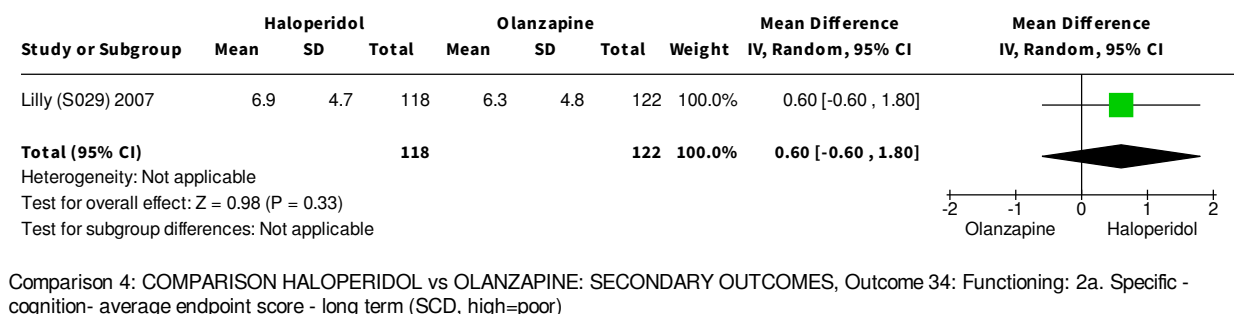 Haloperidol Olanzapine Mean Difference Mean Difference
Study or Subgroup Mean SD Total Mean SD Total Weight IV, Random, 95% CI IV, Random, 95% CI
Lilly (S029) 2007 6.9 4.7 118 6.3 4.8 122 100.0% 0.60 [-0.60 , 1.80]
Total (95% CI) 118 122 100.0% 0.60 [-0.60 , 1.80]
Heterogeneity: Not applicable
Test for overall effect: Z = 0.98 (P = 0.33)
Test for subgroup differences: Not applicable
-2 -1 0 1 2
Olanzapine Haloperidol
Comparison 4: COMPARISON HALOPERIDOL vs OLANZAPINE: SECONDARY OUTCOMES, Outcome 34: Functioning: 2a. Specific -
cognition- average endpoint score - long term (SCD, high=poor)